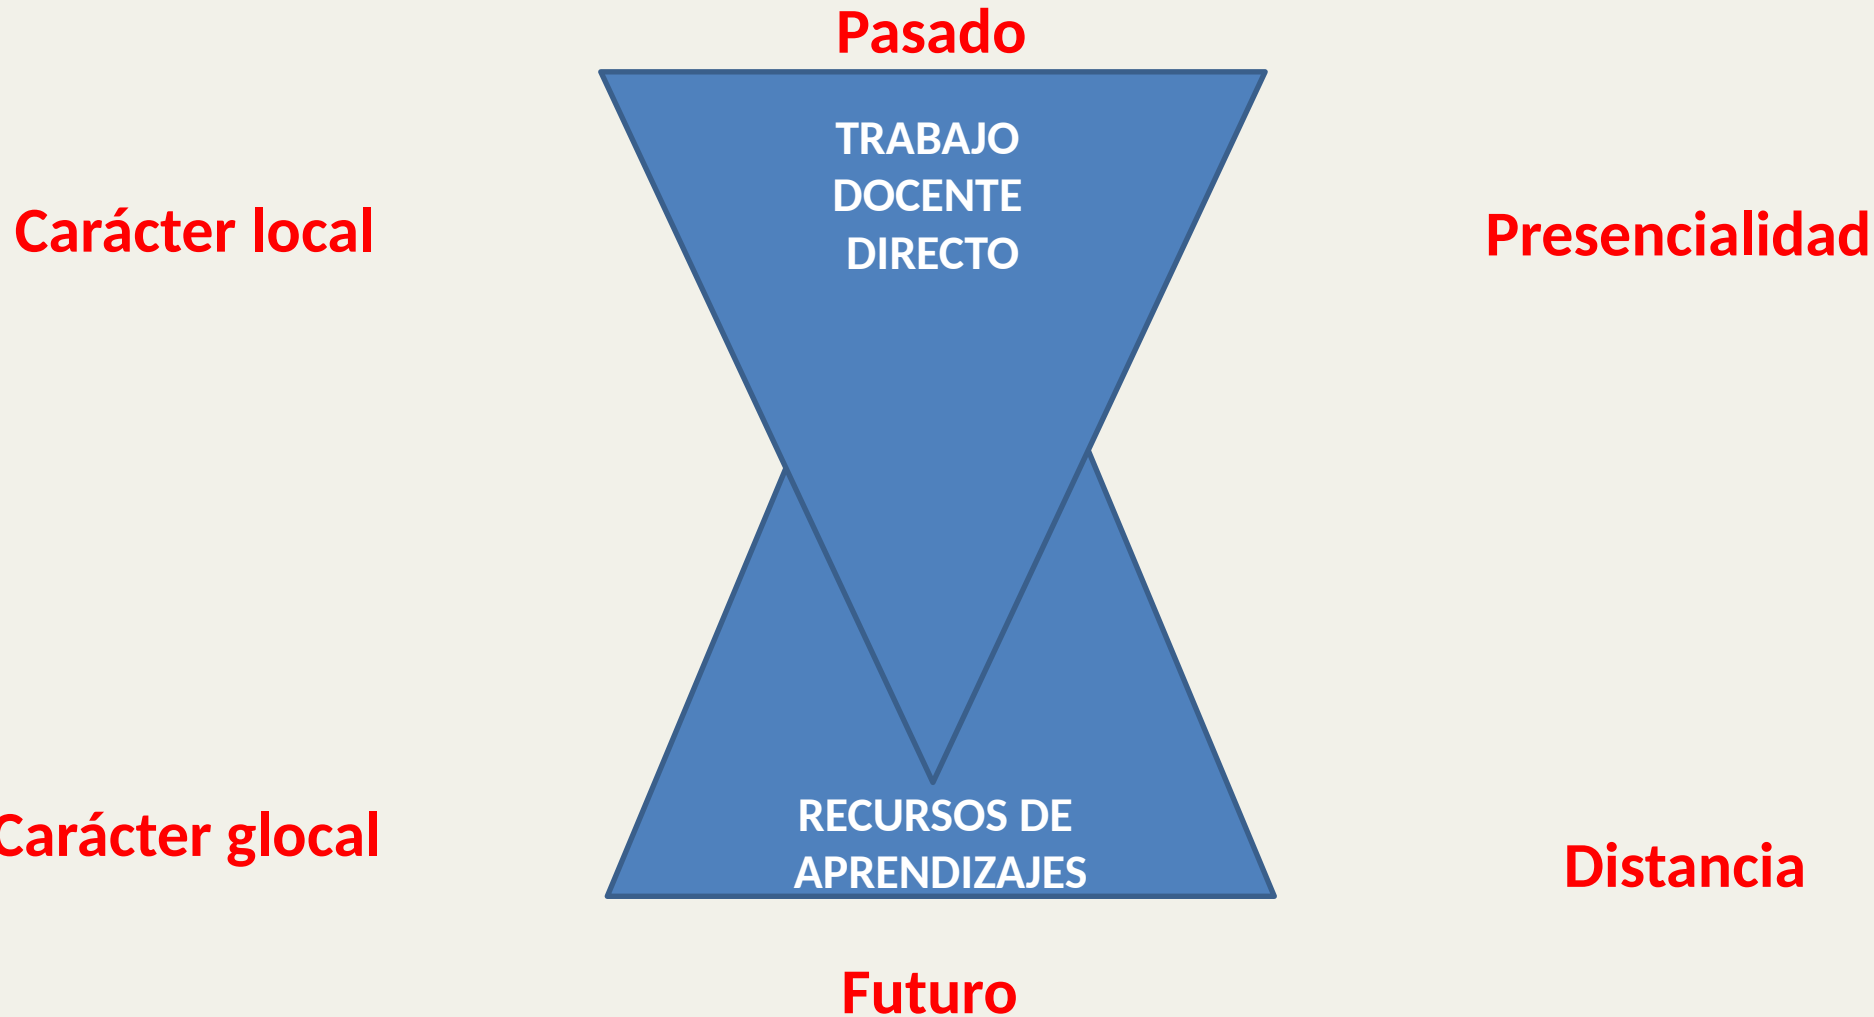 Pasado
TRABAJO
DOCENTE
DIRECTO
Carácter local
Presencialidad
Carácter glocal
RECURSOS DE
APRENDIZAJES
Distancia
Futuro